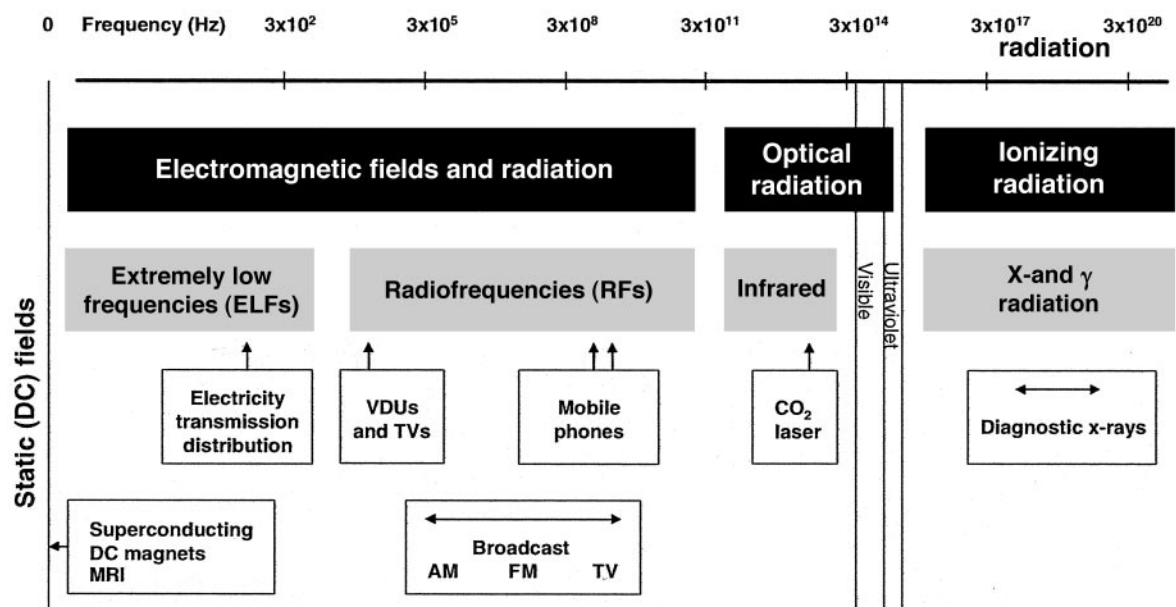 0 Frequency (Hz) 3x10² 3x10⁵ 3x10⁸ 3x10¹¹ 3x10¹⁴ 3x10¹⁷ 3x10²⁰
radiation
Electromagnetic fields and radiation
Optical
radiation
Ionizing
radiation
Extremely low
frequencies (ELFs)
Radiofrequencies (RFs)
Infrared
Visible
Ultraviolet
X-and γ
radiation
Static (DC) fields
Electricity
transmission
distribution
VDUs
and TVs
Mobile
phones
CO₂
laser
Diagnostic x-rays
Superconducting
DC magnets
MRI
Broadcast
AM FM TV